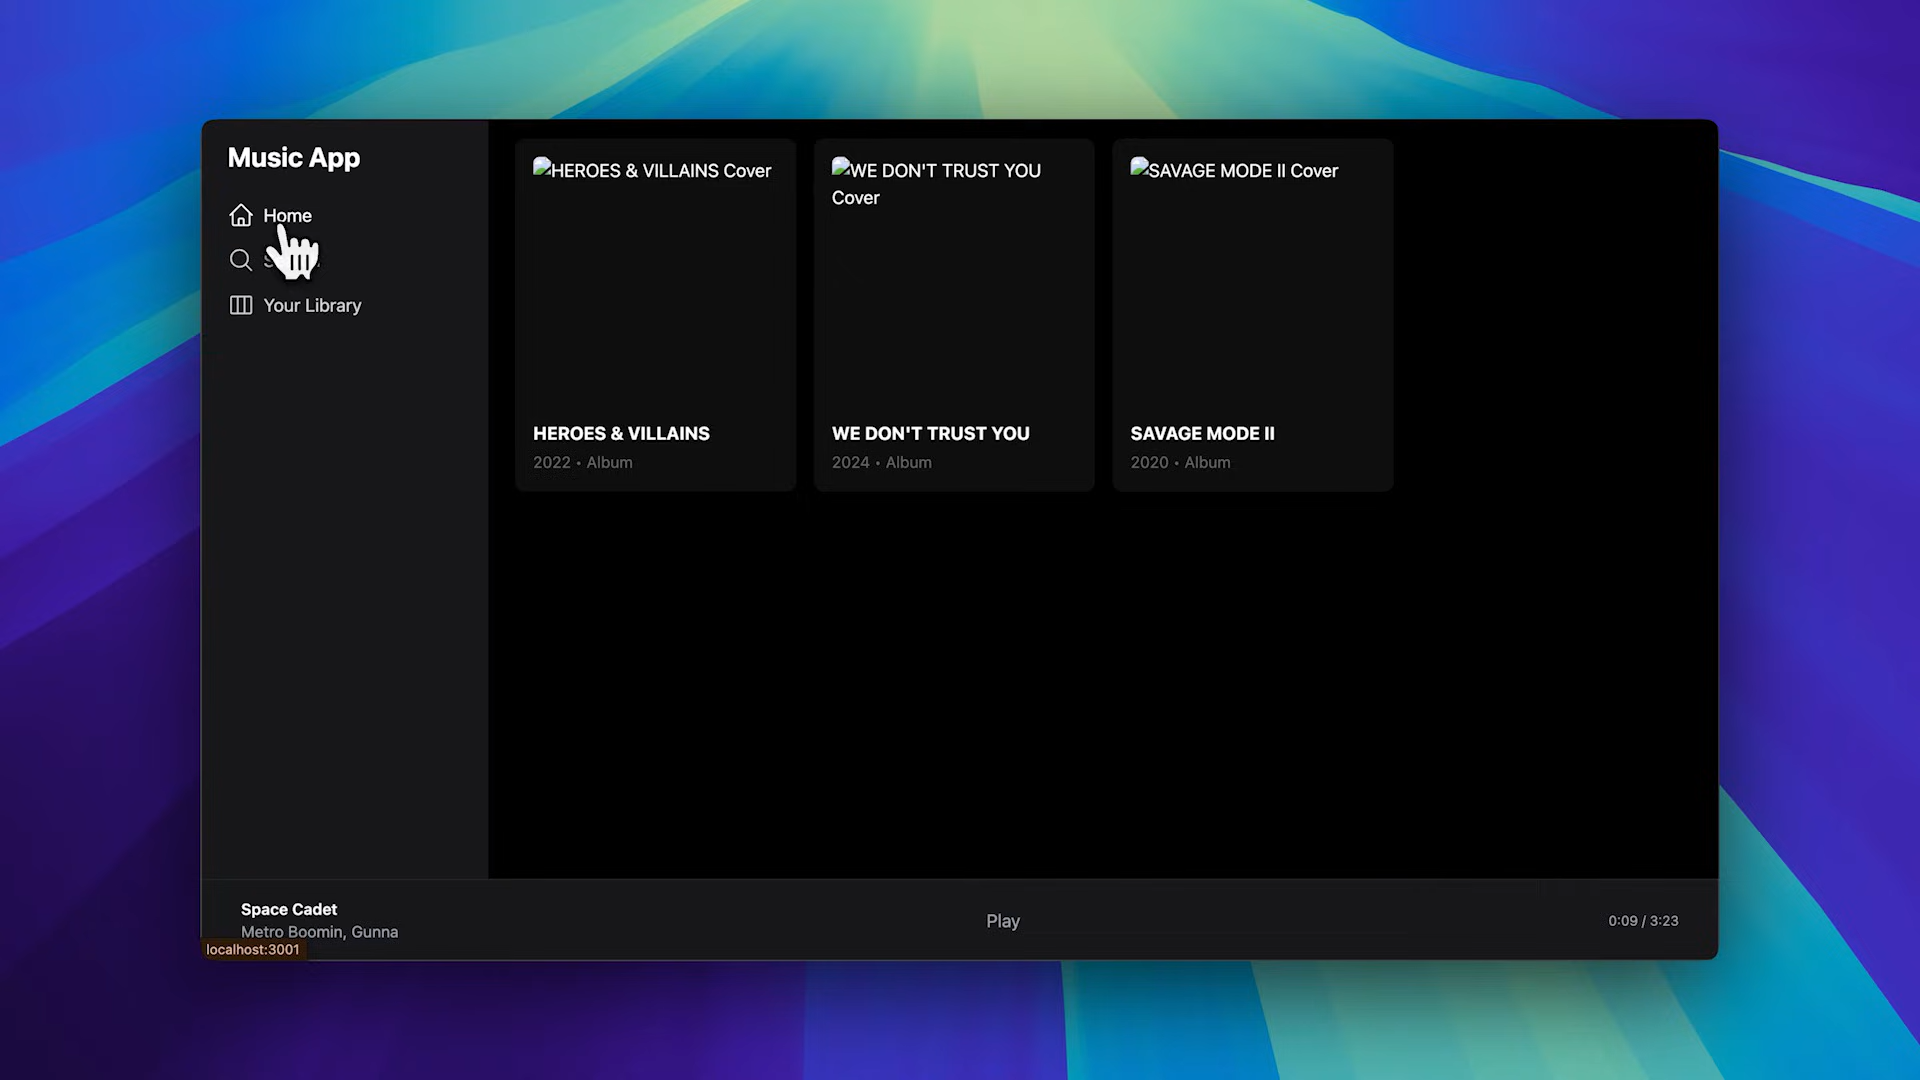 Music App
Home
Your Library
HEROES & VILLAINS Cover
HEROES & VILLAINS
2022 • Album
WE DON'T TRUST YOU
Cover
WE DON'T TRUST YOU
2024 • Album
SAVAGE MODE II Cover
SAVAGE MODE II
2020 • Album
Space Cadet
Metro Boomin, Gunna
localhost:3001
Play
0:09 / 3:23